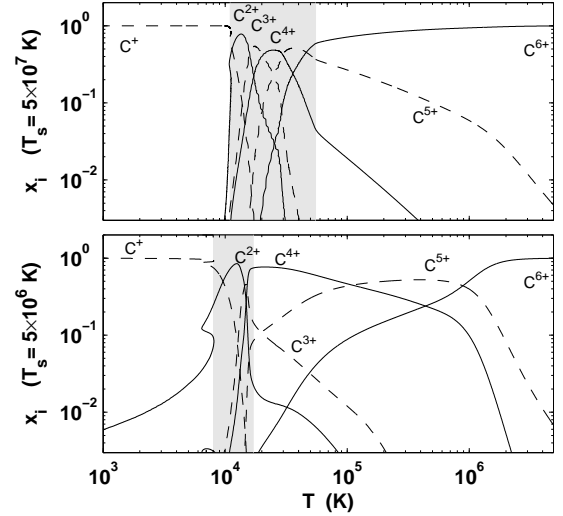 x_i (T_s = 5×10^7 K)
10^0
10^−1
10^−2
C^+
C^2+
C^3+
C^4+
C^5+
C^6+
x_i (T_s = 5×10^6 K)
10^0
10^−1
10^−2
C^+
C^2+
C^4+
C^5+
C^6+
C^3+
10^3
10^4
10^5
10^6
T (K)